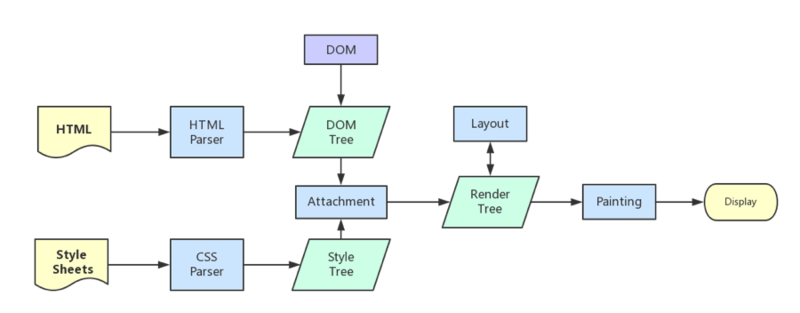 DOM
HTML
HTML
Parser
DOM
Tree
Layout
Attachment
Render
Tree
Painting
Display
Style
Sheets
CSS
Parser
Style
Tree